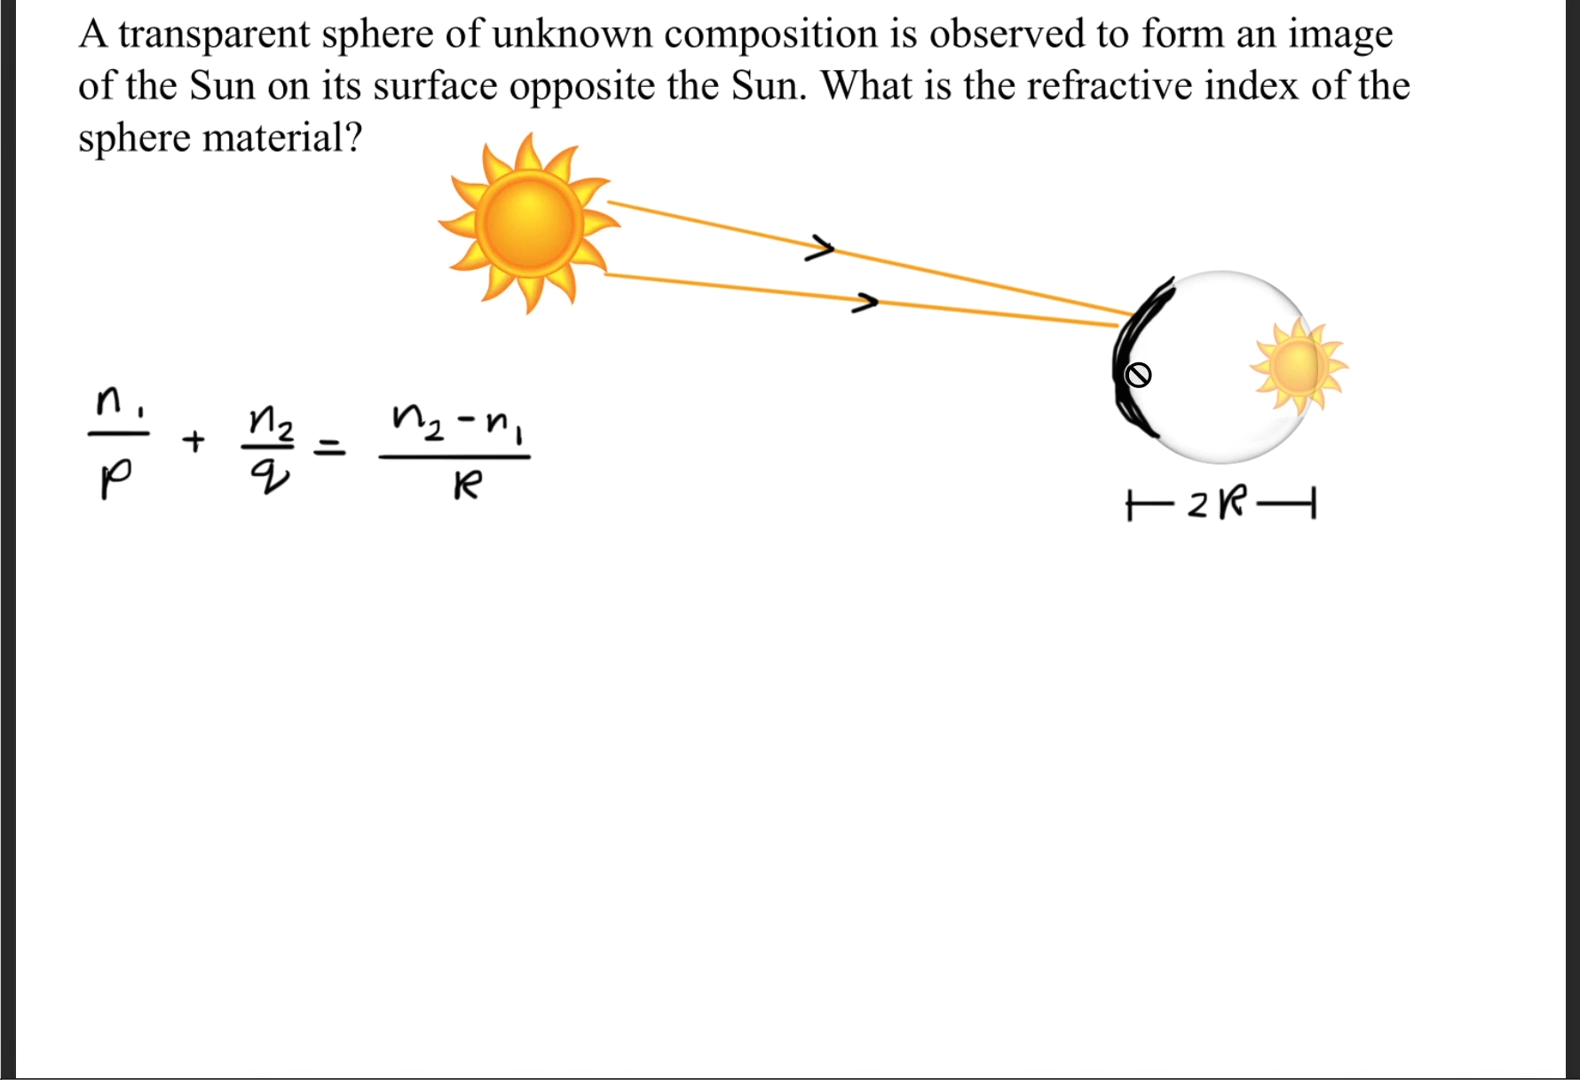 A transparent sphere of unknown composition is observed to form an image
of the Sun on its surface opposite the Sun. What is the refractive index of the
sphere material?
n₁/p + n₂/q = n₂-n₁/R
2R